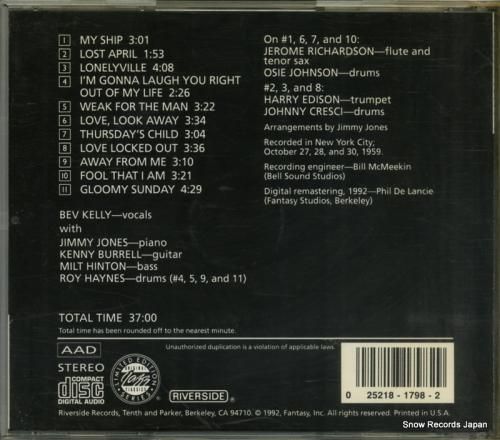 1 MY SHIP 3:01
2 LOST APRIL 1:53
3 LONELYVILLE 4:08
4 I'M GONNA LAUGH YOU RIGHT
OUT OF MY LIFE 2:26
5 WEAK FOR THE MAN 3:22
6 LOVE, LOOK AWAY 3:34
7 THURSDAY'S CHILD 3:04
8 LOVE LOCKED OUT 3:36
9 AWAY FROM ME 3:10
10 FOOL THAT I AM 3:21
11 GLOOMY SUNDAY 4:29
BEV KELLY—vocals
with
JIMMY JONES—piano
KENNY BURRELL—guitar
MILT HINTON—bass
ROY HAYNES—drums (#4, 5, 9, and 11)
TOTAL TIME 37:00
Total time has been rounded off to the nearest minute.
On #1, 6, 7, and 10:
JEROME RICHARDSON—flute and
tenor sax
OSIE JOHNSON—drums
#2, 3, and 8:
HARRY EDISON—trumpet
JOHNNY CRESCI—drums
Arrangements by Jimmy Jones
Recorded in New York City;
October 27, 28, and 30, 1959.
Recording engineer—Bill McMeekin
(Bell Sound Studios)
Digital remastering, 1992—Phil De Lancie
(Fantasy Studios, Berkeley)
AAD
Unauthorized duplication is a violation of applicable laws.
STEREO
COMPACT
disc
DIGITAL AUDIO
LIMITED EDITION
ORIGINAL
JAZZ
CLASSICS
SERIES
RIVERSIDE
0 25218-1798-2
Riverside Records, Tenth and Parker, Berkeley, CA 94710. © 1992, Fantasy, Inc. All rights reserved. Printed in U.S.A.
Snow Records Japan